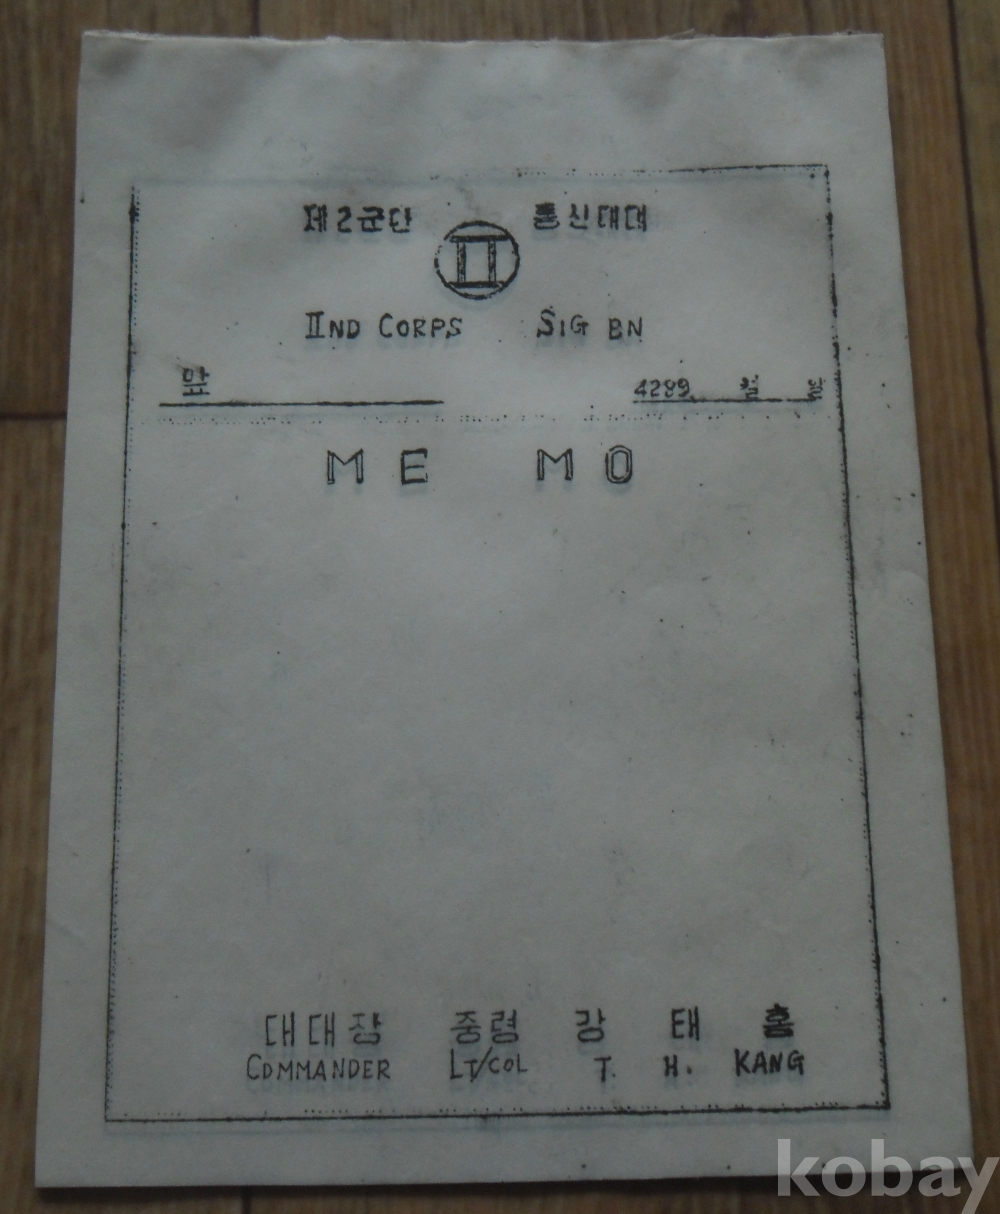 제2군단 통신대대
II
IIND CORPS SIG BN
앞
4289 월 일
ME MO
대대장 중령 강 태 홍
COMMANDER LT/COL T. H. KANG
kobay